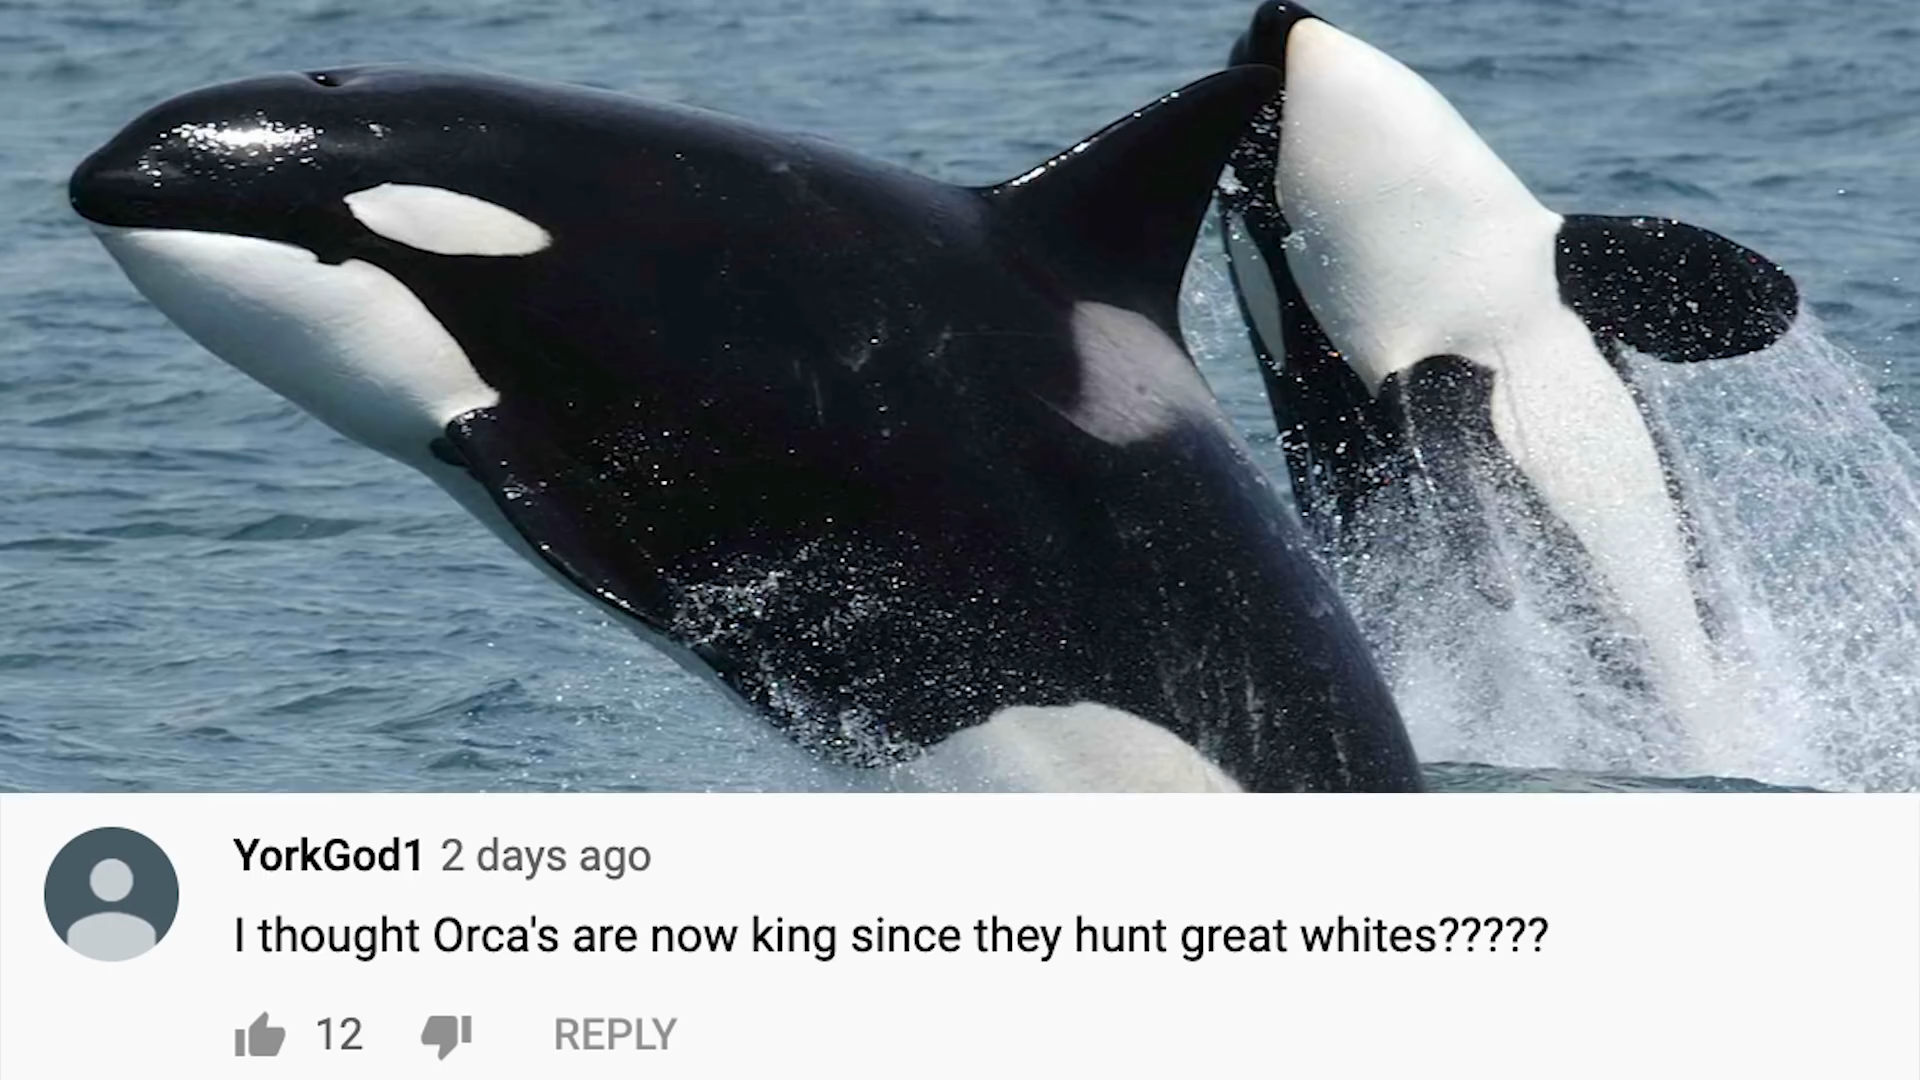 YorkGod1 2 days ago
I thought Orca's are now king since they hunt great whites?????
12 REPLY